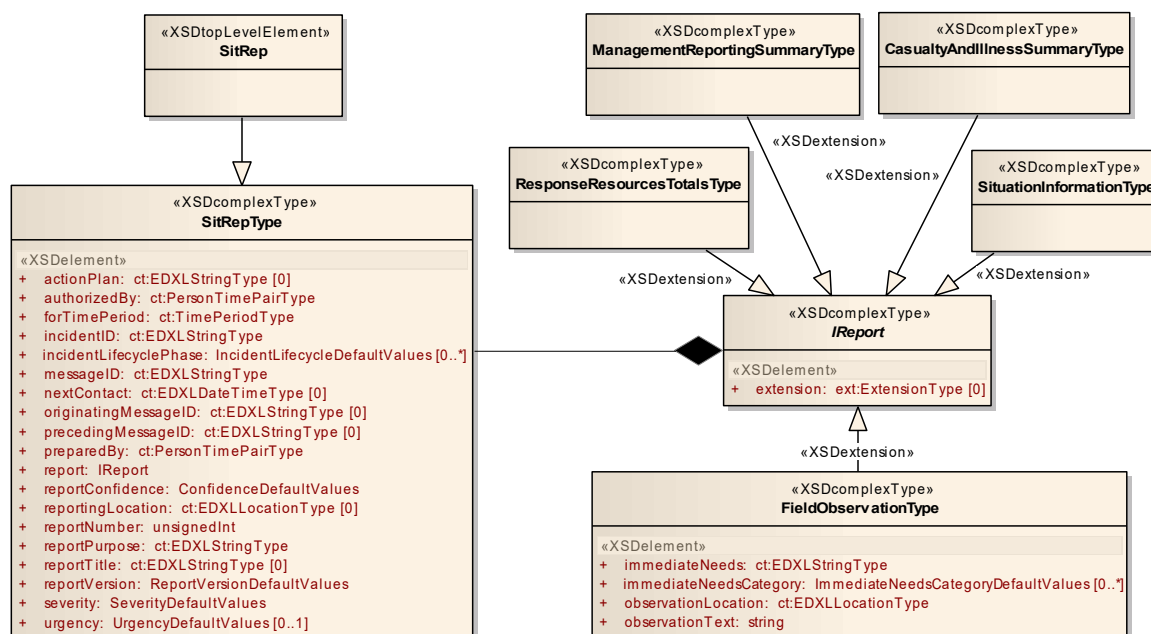 «XSDtopLevelElement»
SitRep
«XSDcomplexType»
SitRepType
«XSDelement»
+ actionPlan: ct:EDXLStringType [0]
+ authorizedBy: ct:PersonTimePairType
+ forTimePeriod: ct:TimePeriodType
+ incidentID: ct:EDXLStringType
+ incidentLifecyclePhase: IncidentLifecycleDefaultValues [0..*]
+ messageID: ct:EDXLStringType
+ nextContact: ct:EDXLDateTimeType [0]
+ originatingMessageID: ct:EDXLStringType [0]
+ precedingMessageID: ct:EDXLStringType [0]
+ preparedBy: ct:PersonTimePairType
+ report: IReport
+ reportConfidence: ConfidenceDefaultValues
+ reportingLocation: ct:EDXLLocationType [0]
+ reportNumber: unsignedInt
+ reportPurpose: ct:EDXLStringType
+ reportTitle: ct:EDXLStringType [0]
+ reportVersion: ReportVersionDefaultValues
+ severity: SeverityDefaultValues
+ urgency: UrgencyDefaultValues [0..1]
«XSDcomplexType»
ManagementReportingSummaryType
«XSDcomplexType»
CasualtyAndIllnessSummaryType
«XSDextension»
«XSDcomplexType»
ResponseResourcesTotalsType
«XSDextension»
«XSDcomplexType»
SituationInformationType
«XSDextension»
«XSDextension»
«XSDcomplexType»
IReport
«XSDelement»
+ extension: ext:ExtensionType [0]
«XSDextension»
«XSDcomplexType»
FieldObservationType
«XSDelement»
+ immediateNeeds: ct:EDXLStringType
+ immediateNeedsCategory: ImmediateNeedsCategoryDefaultValues [0..*]
+ observationLocation: ct:EDXLLocationType
+ observationText: string